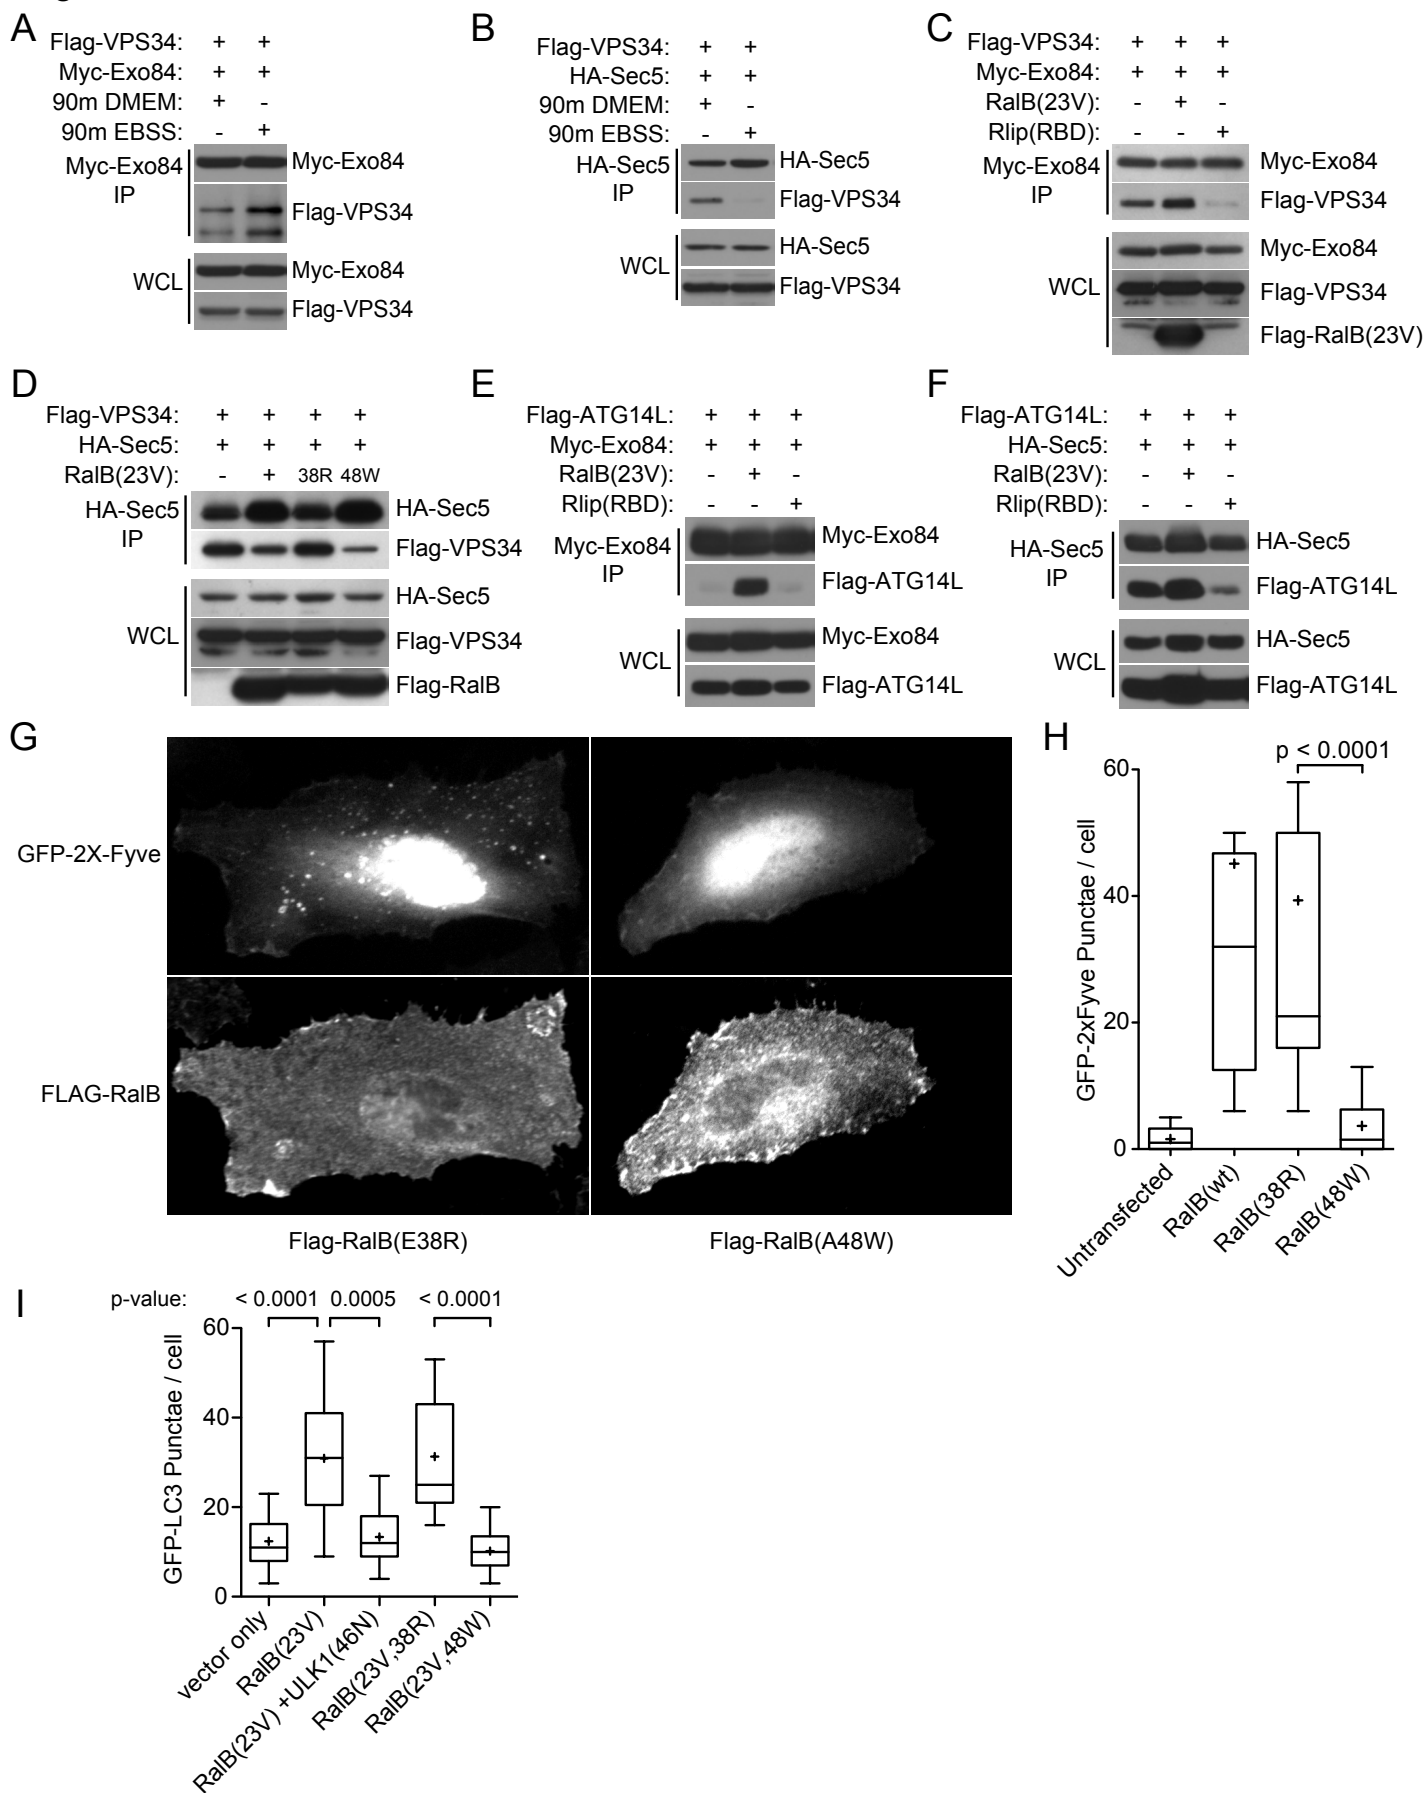 A
Flag-VPS34: + +
Myc-Exo84: + +
90m DMEM: + -
90m EBSS: - +
Myc-Exo84 IP
Myc-Exo84
Flag-VPS34
WCL
Myc-Exo84
Flag-VPS34
B
Flag-VPS34: + +
HA-Sec5: + +
90m DMEM: + -
90m EBSS: - +
HA-Sec5 IP
HA-Sec5
Flag-VPS34
WCL
HA-Sec5
Flag-VPS34
C
Flag-VPS34: + + +
Myc-Exo84: + + +
RalB(23V): - + -
Rlip(RBD): - - +
Myc-Exo84 IP
Myc-Exo84
Flag-VPS34
WCL
Myc-Exo84
Flag-VPS34
Flag-RalB(23V)
D
Flag-VPS34: + + + +
HA-Sec5: + + + +
RalB(23V): - + 38R 48W
HA-Sec5 IP
HA-Sec5
Flag-VPS34
WCL
HA-Sec5
Flag-VPS34
Flag-RalB
E
Flag-ATG14L: + + +
Myc-Exo84: + + +
RalB(23V): - + -
Rlip(RBD): - - +
Myc-Exo84 IP
Myc-Exo84
Flag-ATG14L
WCL
Myc-Exo84
Flag-ATG14L
F
Flag-ATG14L: + + +
HA-Sec5: + + +
RalB(23V): - + -
Rlip(RBD): - - +
HA-Sec5 IP
HA-Sec5
Flag-ATG14L
WCL
HA-Sec5
Flag-ATG14L
G
GFP-2X-Fyve
FLAG-RalB
Flag-RalB(E38R)
Flag-RalB(A48W)
H
p < 0.0001
GFP-2xFyve Punctae / cell
60
40
20
0
Untransfected
RalB(wt)
RalB(38R)
RalB(48W)
I
p-value: < 0.0001 0.0005 < 0.0001
GFP-LC3 Punctae / cell
60
40
20
0
vector only
RalB(23V)
RalB(23V) +ULK1(46N)
RalB(23V,38R)
RalB(23V,48W)